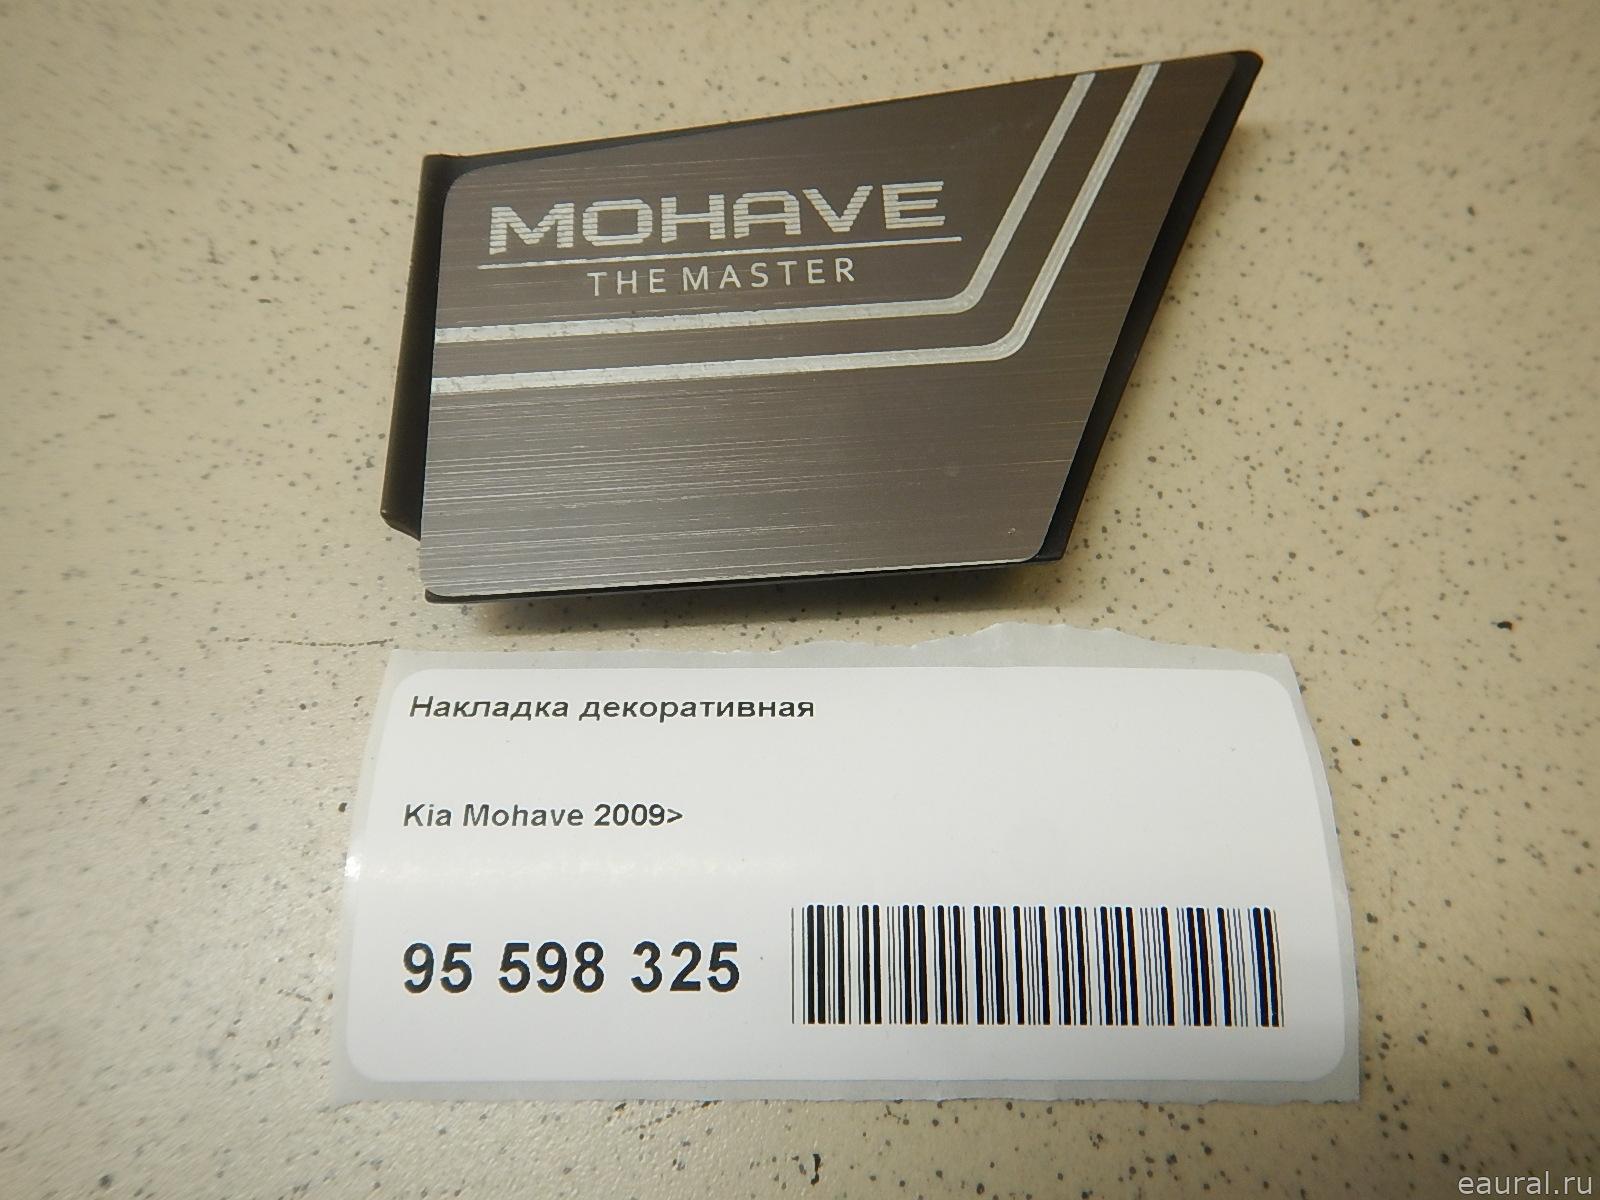 MOHAVE
THE MASTER
Накладка декоративная
Kia Mohave 2009>
95 598 325
eaural.ru